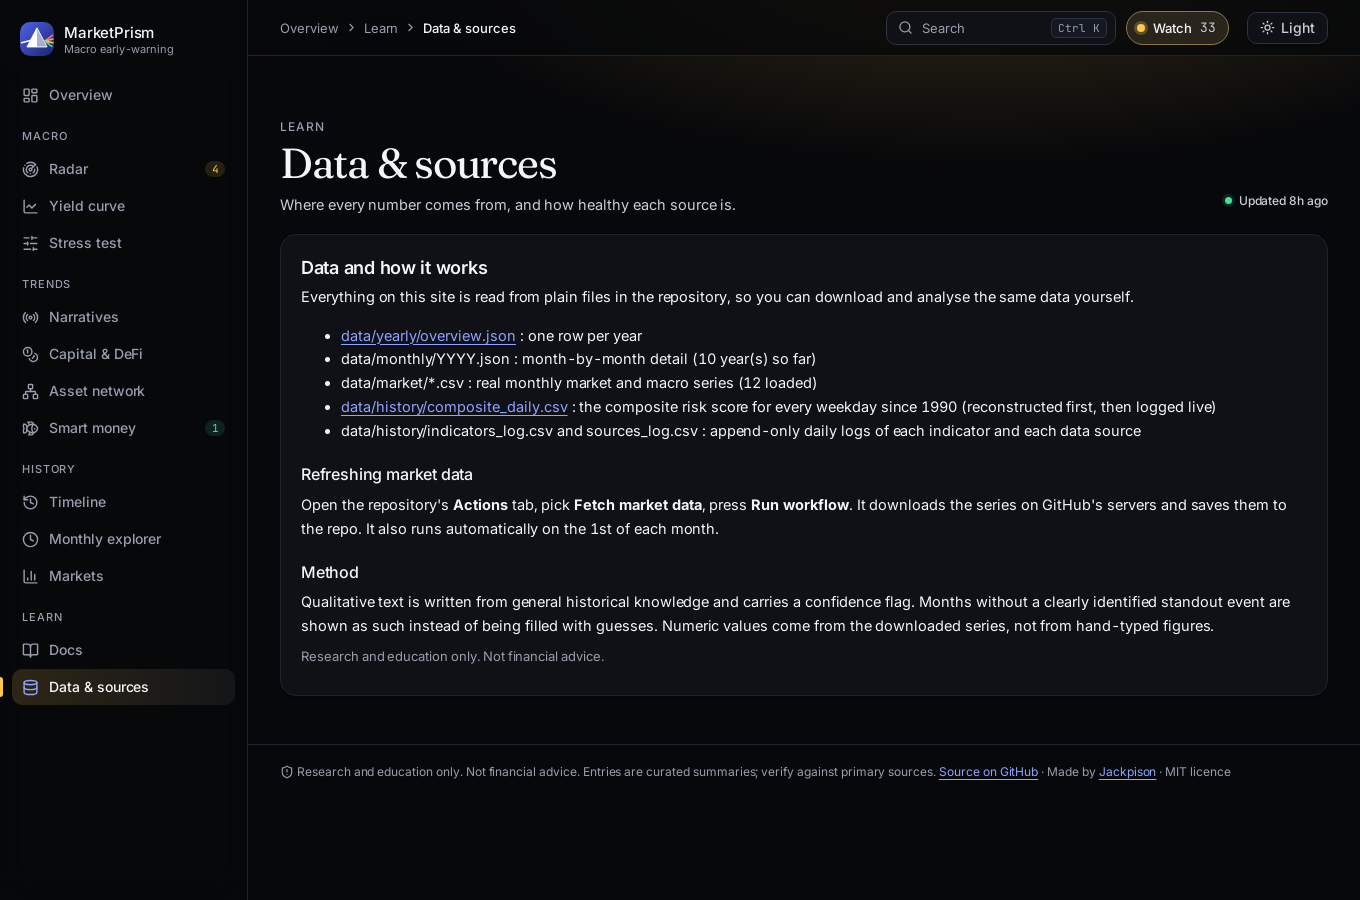 MarketPrism
Macro early-warning
Overview
MACRO
Radar 4
Yield curve
Stress test
TRENDS
Narratives
Capital & DeFi
Asset network
Smart money 1
HISTORY
Timeline
Monthly explorer
Markets
LEARN
Docs
Data & sources
Overview > Learn > Data & sources
Search Ctrl K
Watch 33
Light
LEARN
Data & sources
Where every number comes from, and how healthy each source is.
Updated 8h ago
Data and how it works
Everything on this site is read from plain files in the repository, so you can download and analyse the same data yourself.
• data/yearly/overview.json : one row per year
• data/monthly/YYYY.json : month-by-month detail (10 year(s) so far)
• data/market/*.csv : real monthly market and macro series (12 loaded)
• data/history/composite_daily.csv : the composite risk score for every weekday since 1990 (reconstructed first, then logged live)
• data/history/indicators_log.csv and sources_log.csv : append-only daily logs of each indicator and each data source
Refreshing market data
Open the repository's Actions tab, pick Fetch market data, press Run workflow. It downloads the series on GitHub's servers and saves them to
the repo. It also runs automatically on the 1st of each month.
Method
Qualitative text is written from general historical knowledge and carries a confidence flag. Months without a clearly identified standout event are
shown as such instead of being filled with guesses. Numeric values come from the downloaded series, not from hand-typed figures.
Research and education only. Not financial advice.
Research and education only. Not financial advice. Entries are curated summaries; verify against primary sources. Source on GitHub · Made by Jackpison · MIT licence